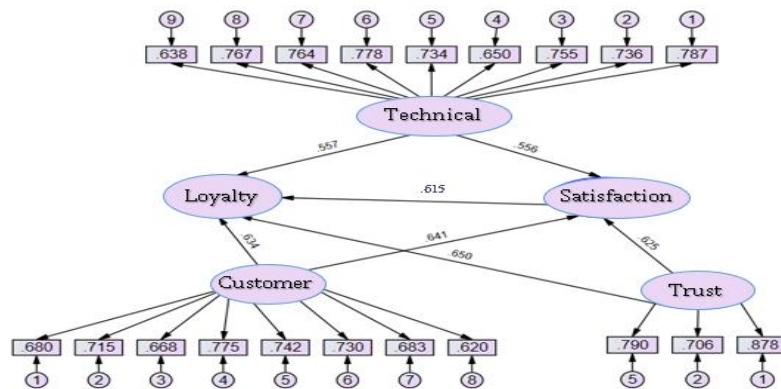 9 8 7 6 5 4 3 2 1
.638 .767 .764 .778 .734 .650 .755 .736 .787
Technical
.557 .556
Loyalty .615 Satisfaction
.634 .641 .650 .625
Customer Trust
.680 .715 .668 .775 .742 .730 .683 .620 .790 .706 .878
1 2 3 4 5 6 7 8 5 2 1